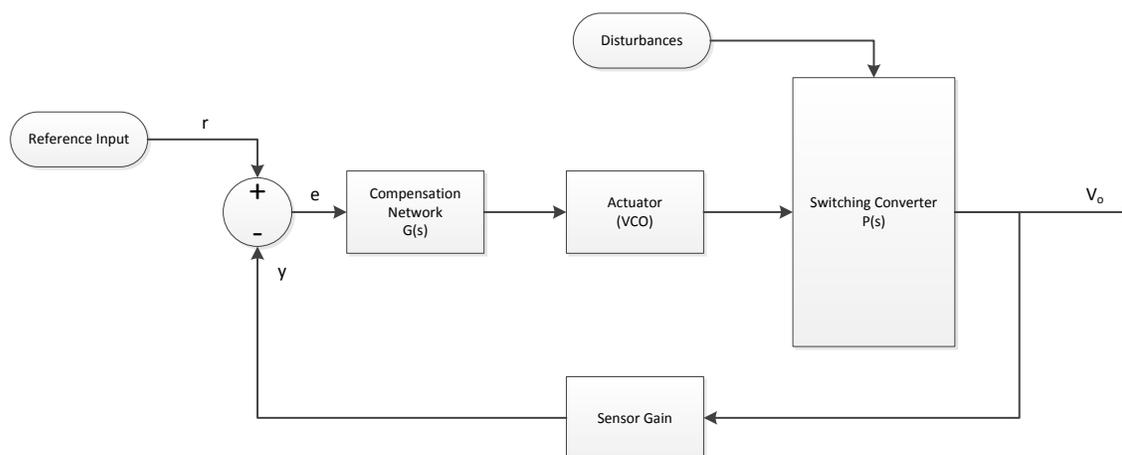 Disturbances
Reference Input
r
+
-
e
y
Compensation
Network
G(s)
Actuator
(VCO)
Switching Converter
P(s)
Vₒ
Sensor Gain